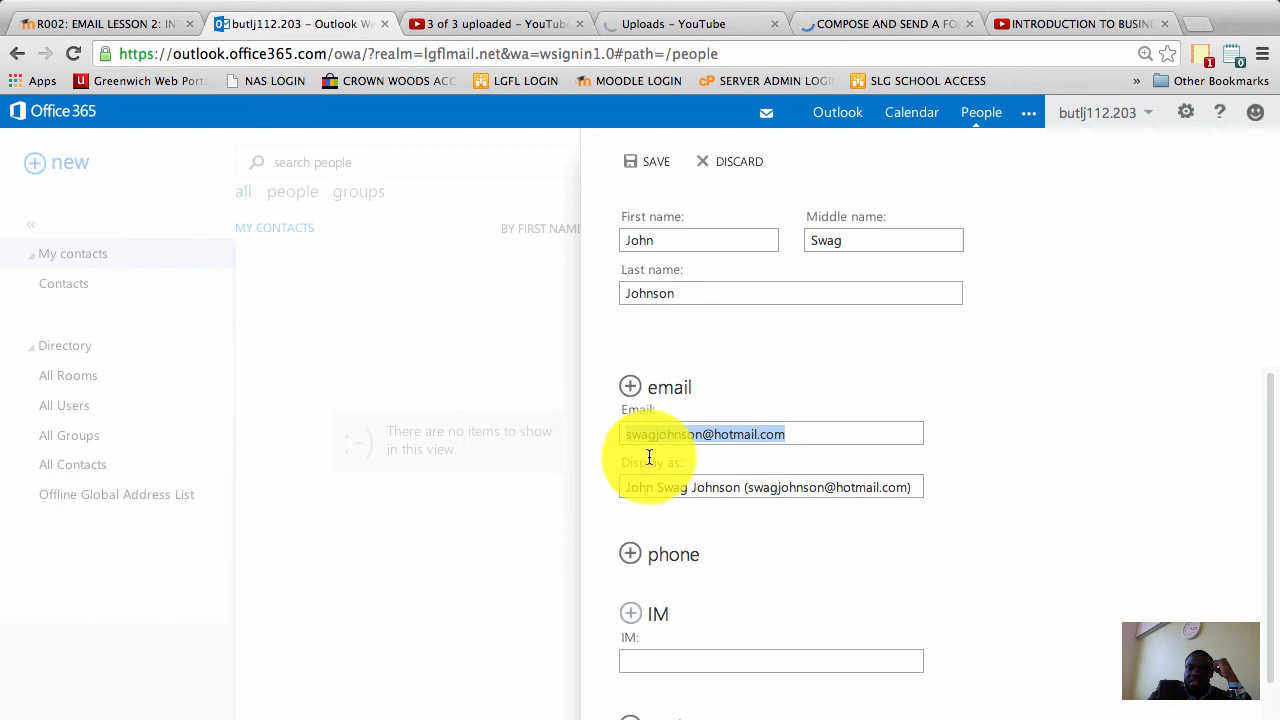 R002: EMAIL LESSON 2: INT
butlj112.203 – Outlook We
3 of 3 uploaded – YouTube
Uploads – YouTube
COMPOSE AND SEND A FO
INTRODUCTION TO BUSINE
https://outlook.office365.com/owa/?realm=lgflmail.net&wa=wsignin1.0#path=/people
Apps
Greenwich Web Port
NAS LOGIN
CROWN WOODS AC
LGFL LOGIN
MOODLE LOGIN
SERVER ADMIN LOG
SLG SCHOOL ACCESS
»
Other Bookmarks
Office 365
Outlook
Calendar
People
butlj112.203
new
search people
all people groups
MY CONTACTS
BY FIRST NAME
My contacts
Contacts
Directory
All Rooms
All Users
All Groups
All Contacts
Offline Global Address List
There are no items to show
in this view.
SAVE
DISCARD
First name:
Middle name:
John
Swag
Last name:
Johnson
email
Email:
swagjohnson@hotmail.com
Display as:
John Swag Johnson (swagjohnson@hotmail.com)
phone
IM
IM: